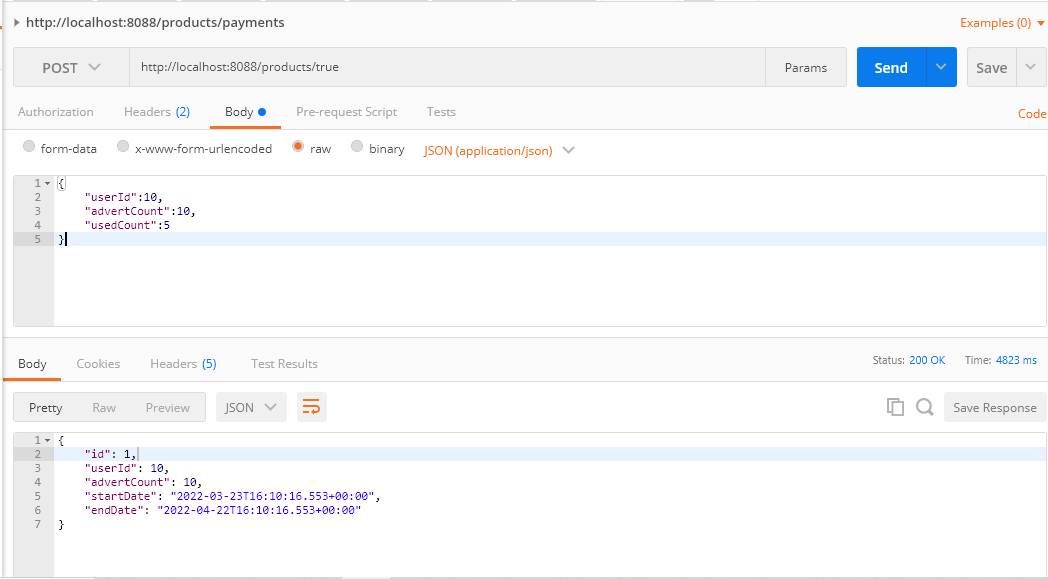 http://localhost:8088/products/payments Examples (0)
POST http://localhost:8088/products/true Params Send Save
Authorization Headers (2) Body Pre-request Script Tests Code
form-data x-www-form-urlencoded raw binary JSON (application/json)
1 {
2 "userId":10,
3 "advertCount":10,
4 "usedCount":5
5 }
Body Cookies Headers (5) Test Results Status: 200 OK Time: 4823 ms
Pretty Raw Preview JSON Save Response
1 {
2 "id": 1,
3 "userId": 10,
4 "advertCount": 10,
5 "startDate": "2022-03-23T16:10:16.553+00:00",
6 "endDate": "2022-04-22T16:10:16.553+00:00"
7 }